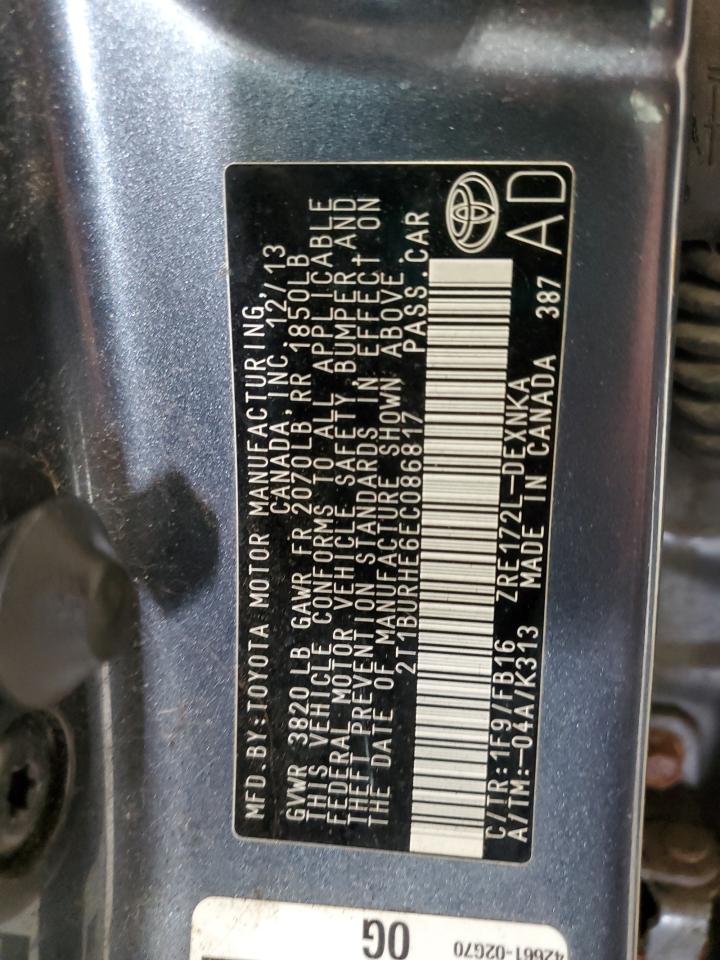 MFD.BY:TOYOTA MOTOR MANUFACTURING,
CANADA,INC. 12/13
GVWR 3820 LB GAWR FR 2070LB,RR 1850LB
THIS VEHICLE CONFORMS TO ALL APPLICABLE
FEDERAL MOTOR VEHICLE SAFETY,BUMPER,AND
THEFT PREVENTION STANDARDS IN EFFECT ON
THE DATE OF MANUFACTURE SHOWN ABOVE.
2T1BURHE6EC086817 PASS.CAR
C/TR:1F9/FB16 ZRE172L-DEXNKA
A/TM:-04A/K313 MADE IN CANADA 387
AD
0G
42661-02G70